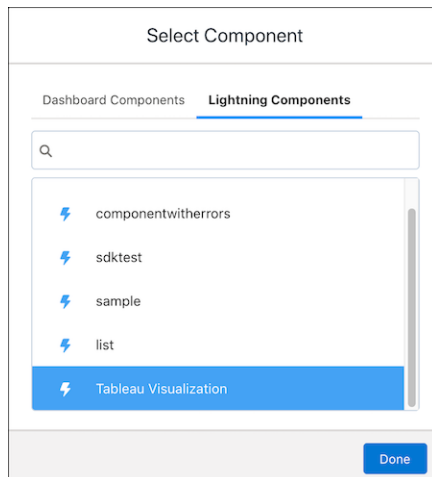 Select Component
Dashboard Components Lightning Components
componentwitherrors
sdktest
sample
list
Tableau Visualization
Done